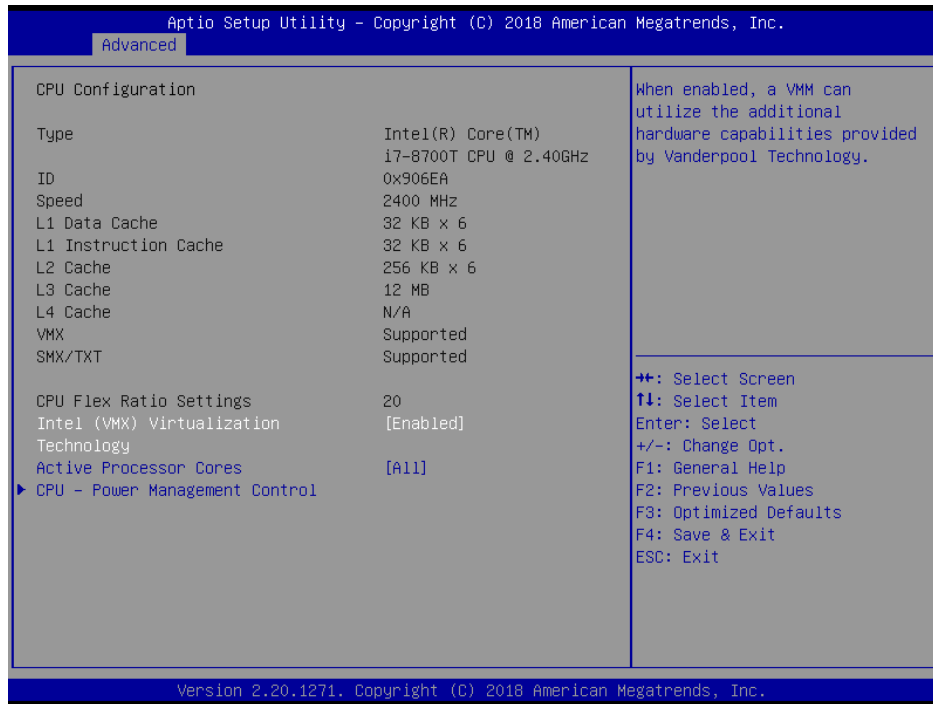 Aptio Setup Utility – Copyright (C) 2018 American Megatrends, Inc.
Advanced
CPU Configuration
Type Intel(R) Core(TM)
i7-8700T CPU @ 2.40GHz
ID 0x906EA
Speed 2400 MHz
L1 Data Cache 32 KB x 6
L1 Instruction Cache 32 KB x 6
L2 Cache 256 KB x 6
L3 Cache 12 MB
L4 Cache N/A
VMX Supported
SMX/TXT Supported
CPU Flex Ratio Settings 20
Intel (VMX) Virtualization [Enabled]
Technology
Active Processor Cores [All]
▶ CPU – Power Management Control
When enabled, a VMM can
utilize the additional
hardware capabilities provided
by Vanderpool Technology.
→←: Select Screen
↑↓: Select Item
Enter: Select
+/-: Change Opt.
F1: General Help
F2: Previous Values
F3: Optimized Defaults
F4: Save & Exit
ESC: Exit
Version 2.20.1271. Copyright (C) 2018 American Megatrends, Inc.